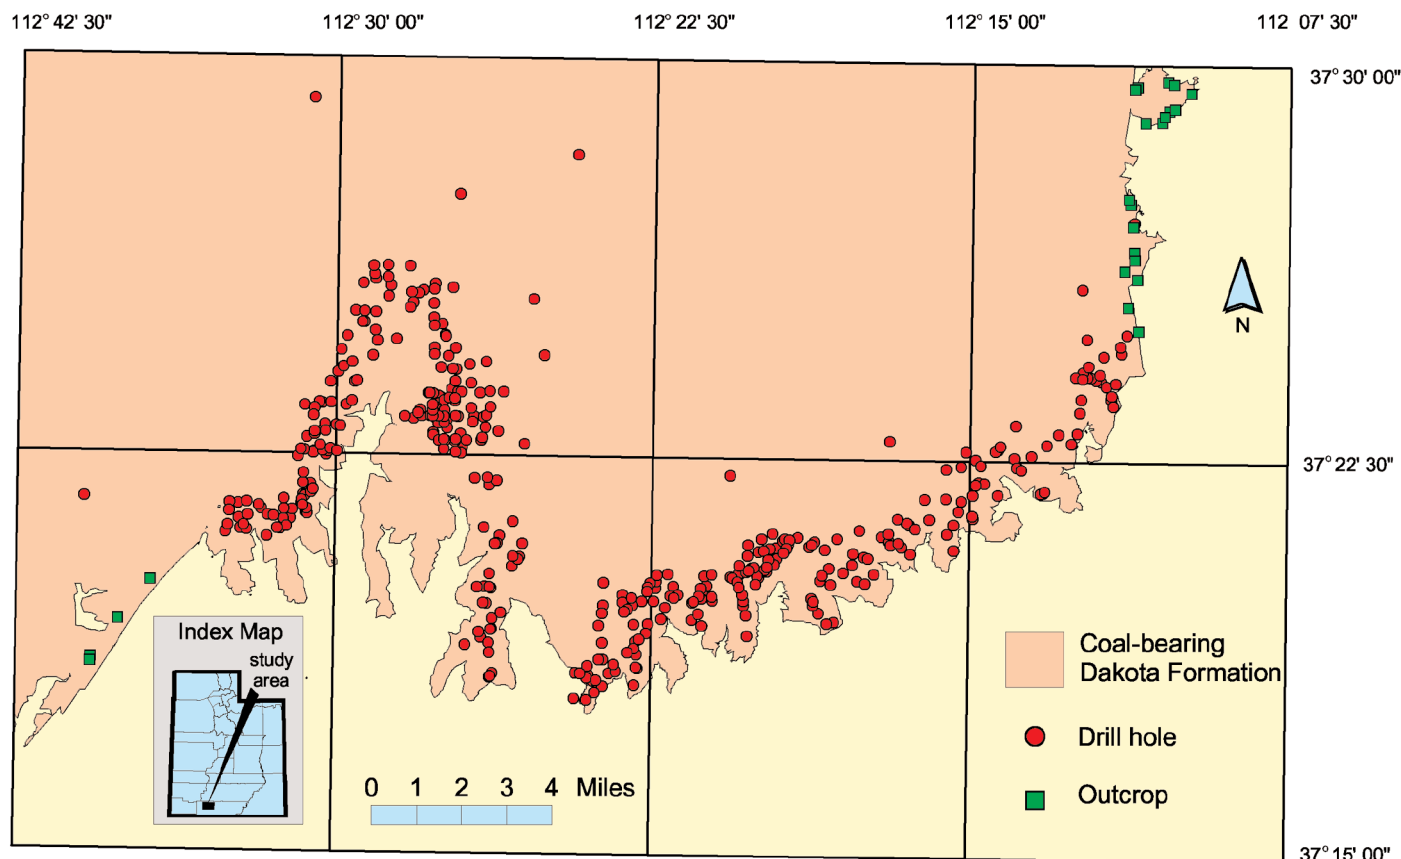 112° 42' 30"
112° 30' 00"
112° 22' 30"
112° 15' 00"
112 07' 30"
37° 30' 00"
N
37° 22' 30"
Index Map
study
area
Coal-bearing
Dakota Formation
Drill hole
Outcrop
0 1 2 3 4 Miles
37° 15' 00"